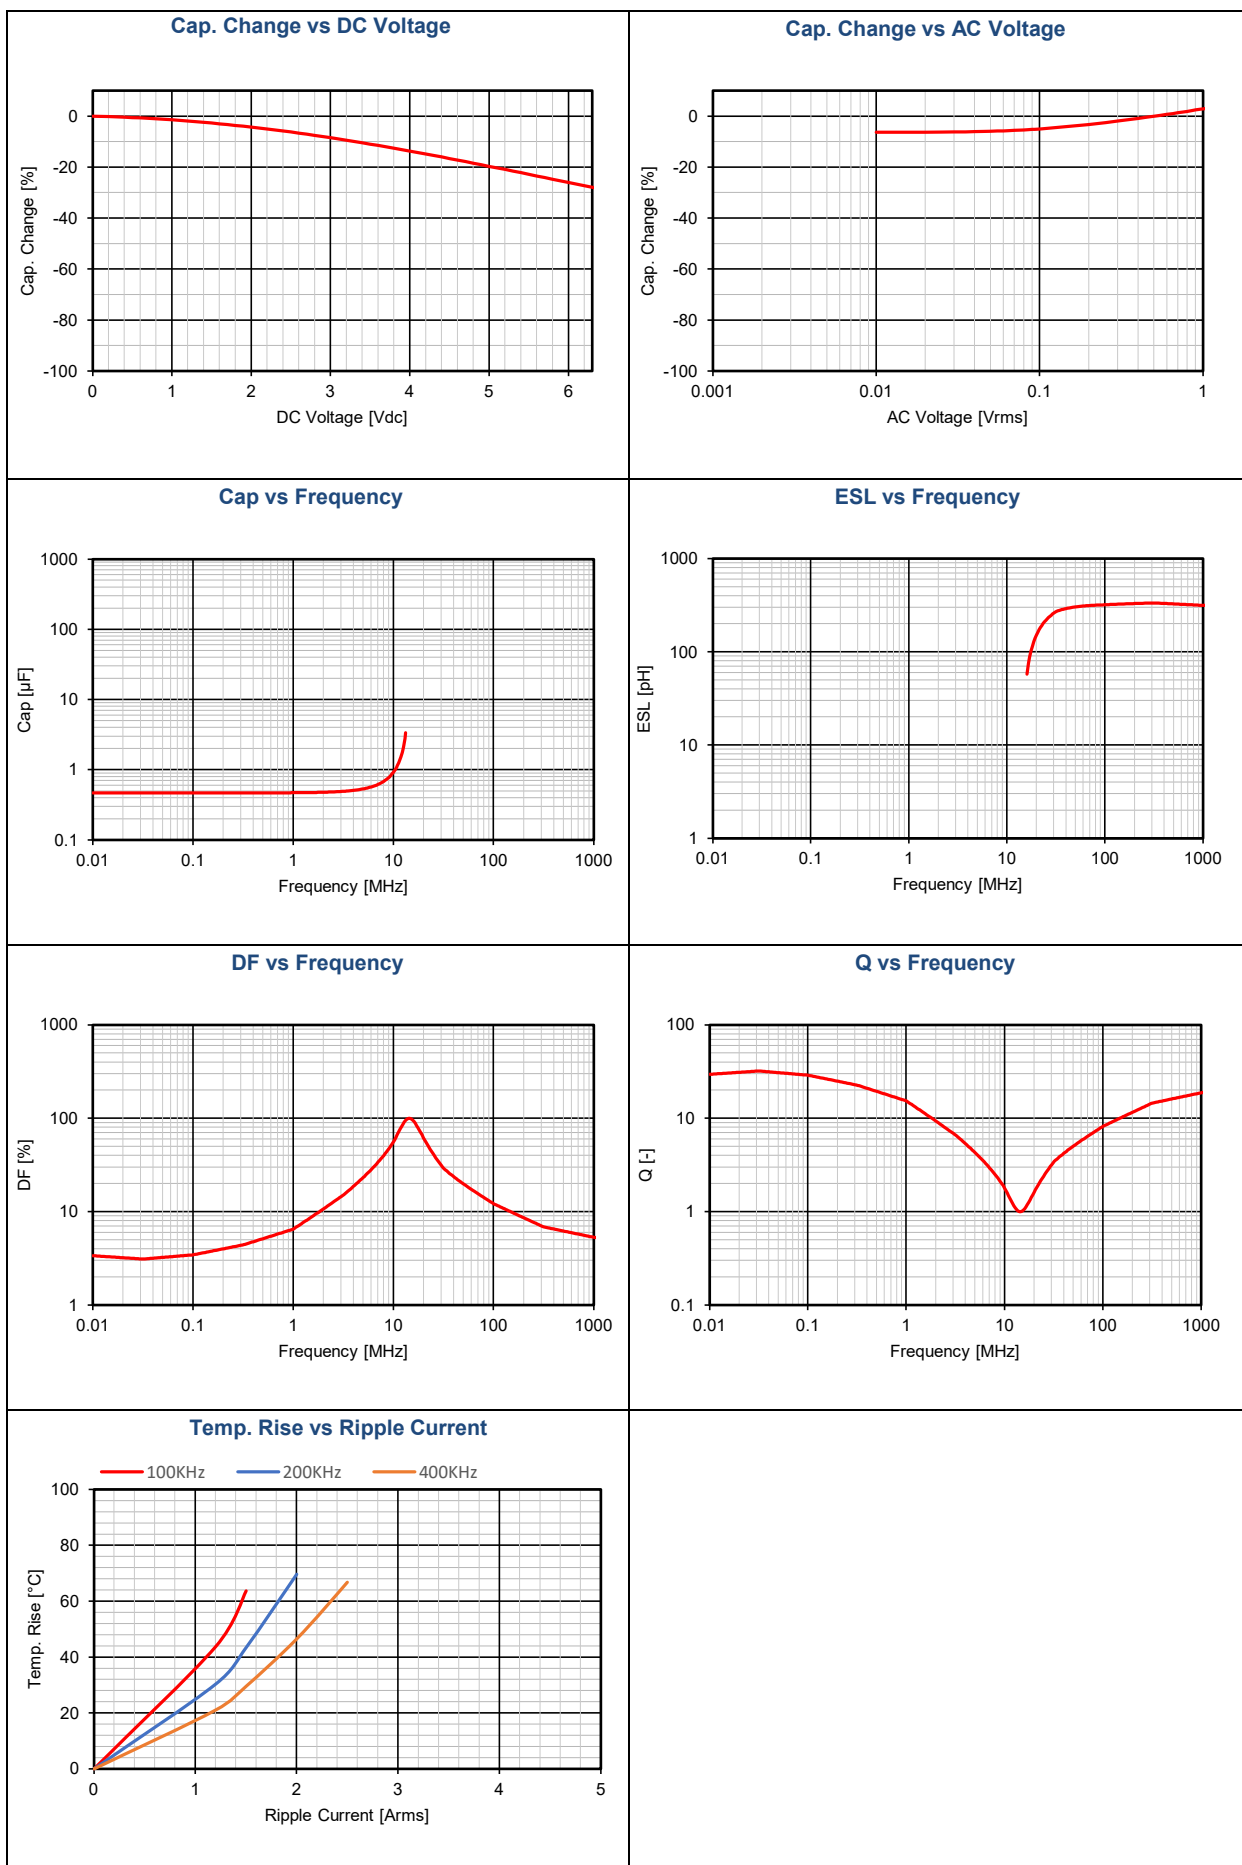 Cap. Change vs DC Voltage
Cap. Change [%]
0
-20
-40
-60
-80
-100
0 1 2 3 4 5 6
DC Voltage [Vdc]
Cap. Change vs AC Voltage
Cap. Change [%]
0
-20
-40
-60
-80
-100
0.001 0.01 0.1 1
AC Voltage [Vrms]
Cap vs Frequency
Cap [µF]
1000
100
10
1
0.1
0.01 0.1 1 10 100 1000
Frequency [MHz]
ESL vs Frequency
ESL [pH]
1000
100
10
1
0.01 0.1 1 10 100 1000
Frequency [MHz]
DF vs Frequency
DF [%]
1000
100
10
1
0.01 0.1 1 10 100 1000
Frequency [MHz]
Q vs Frequency
Q [-]
100
10
1
0.1
0.01 0.1 1 10 100 1000
Frequency [MHz]
Temp. Rise vs Ripple Current
100KHz 200KHz 400KHz
Temp. Rise [°C]
100
80
60
40
20
0
0 1 2 3 4 5
Ripple Current [Arms]